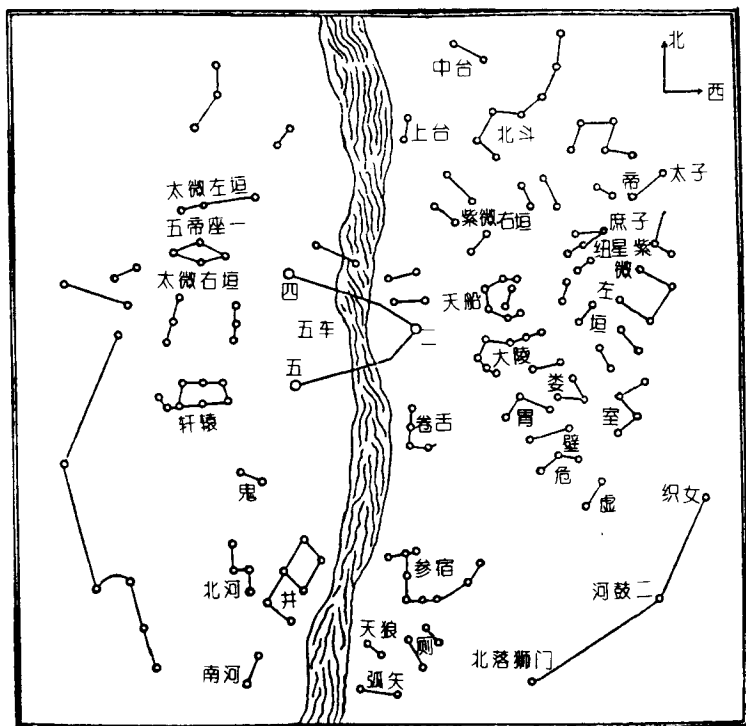 中台
北
西
上台
北斗
太微左垣
帝
太子
五帝座一
紫微右垣
庶子
纽星
紫
微
左
垣
太微右垣
四
天船
五车
二
大陵
五
娄
胃
室
轩辕
卷舌
壁
危
鬼
虚
织女
参宿
北河
井
河鼓二
天狼
厕
南河
弧矢
北落狮门